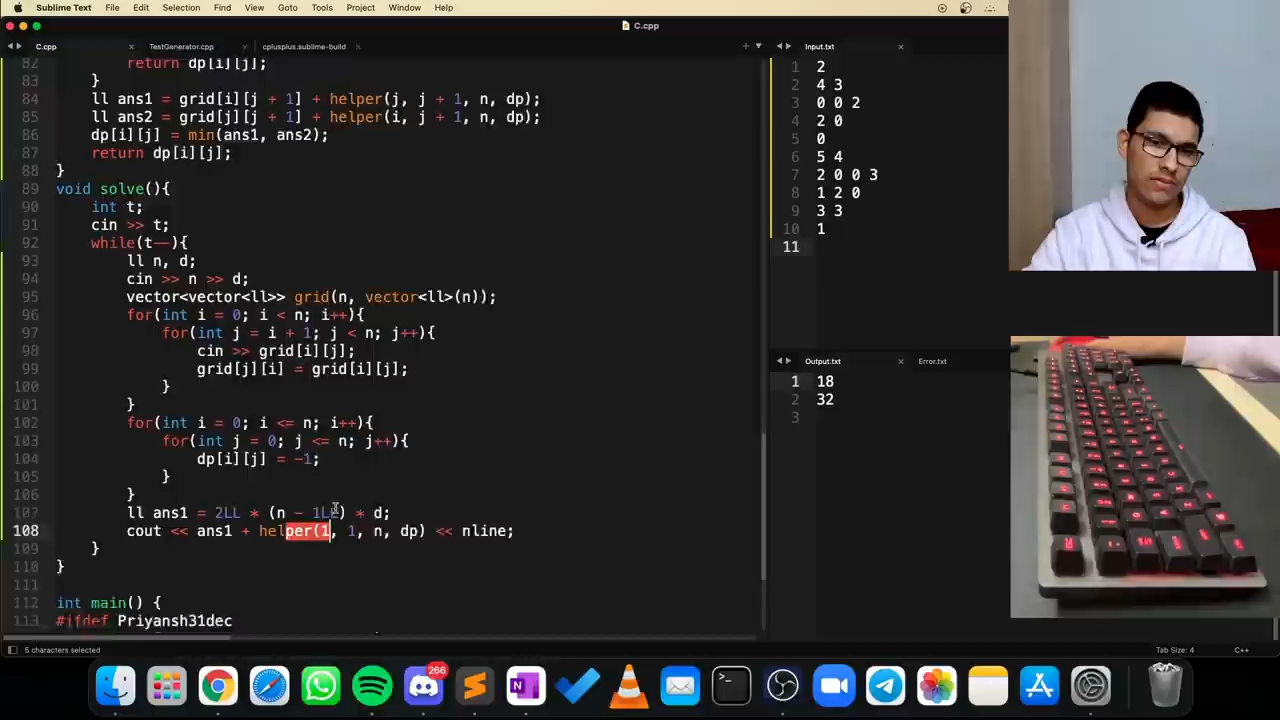 Sublime Text File Edit Selection Find View Goto Tools Project Window Help
C.cpp
C.cpp TestGenerator.cpp cplusplus.sublime-build
82 return dp[i][j];
83 }
84 ll ans1 = grid[i][j + 1] + helper(j, j + 1, n, dp);
85 ll ans2 = grid[j][j + 1] + helper(i, j + 1, n, dp);
86 dp[i][j] = min(ans1, ans2);
87 return dp[i][j];
88 }
89 void solve(){
90 int t;
91 cin >> t;
92 while(t--){
93 ll n, d;
94 cin >> n >> d;
95 vector<vector<ll>> grid(n, vector<ll>(n));
96 for(int i = 0; i < n; i++){
97 for(int j = i + 1; j < n; j++){
98 cin >> grid[i][j];
99 grid[j][i] = grid[i][j];
100 }
101 }
102 for(int i = 0; i <= n; i++){
103 for(int j = 0; j <= n; j++){
104 dp[i][j] = -1;
105 }
106 }
107 ll ans1 = 2LL * (n - 1LL) * d;
108 cout << ans1 + helper(1, 1, n, dp) << nline;
109 }
110 }
111
112 int main() {
113 #ifdef Priyansh31dec
5 characters selected
Input.txt
1 2
2 4 3
3 0 0 2
4 2 0
5 0
6 5 4
7 2 0 0 3
8 1 2 0
9 3 3
10 1
11
Output.txt Error.txt
1 18
2 32
3
Tab Size: 4 C++
266